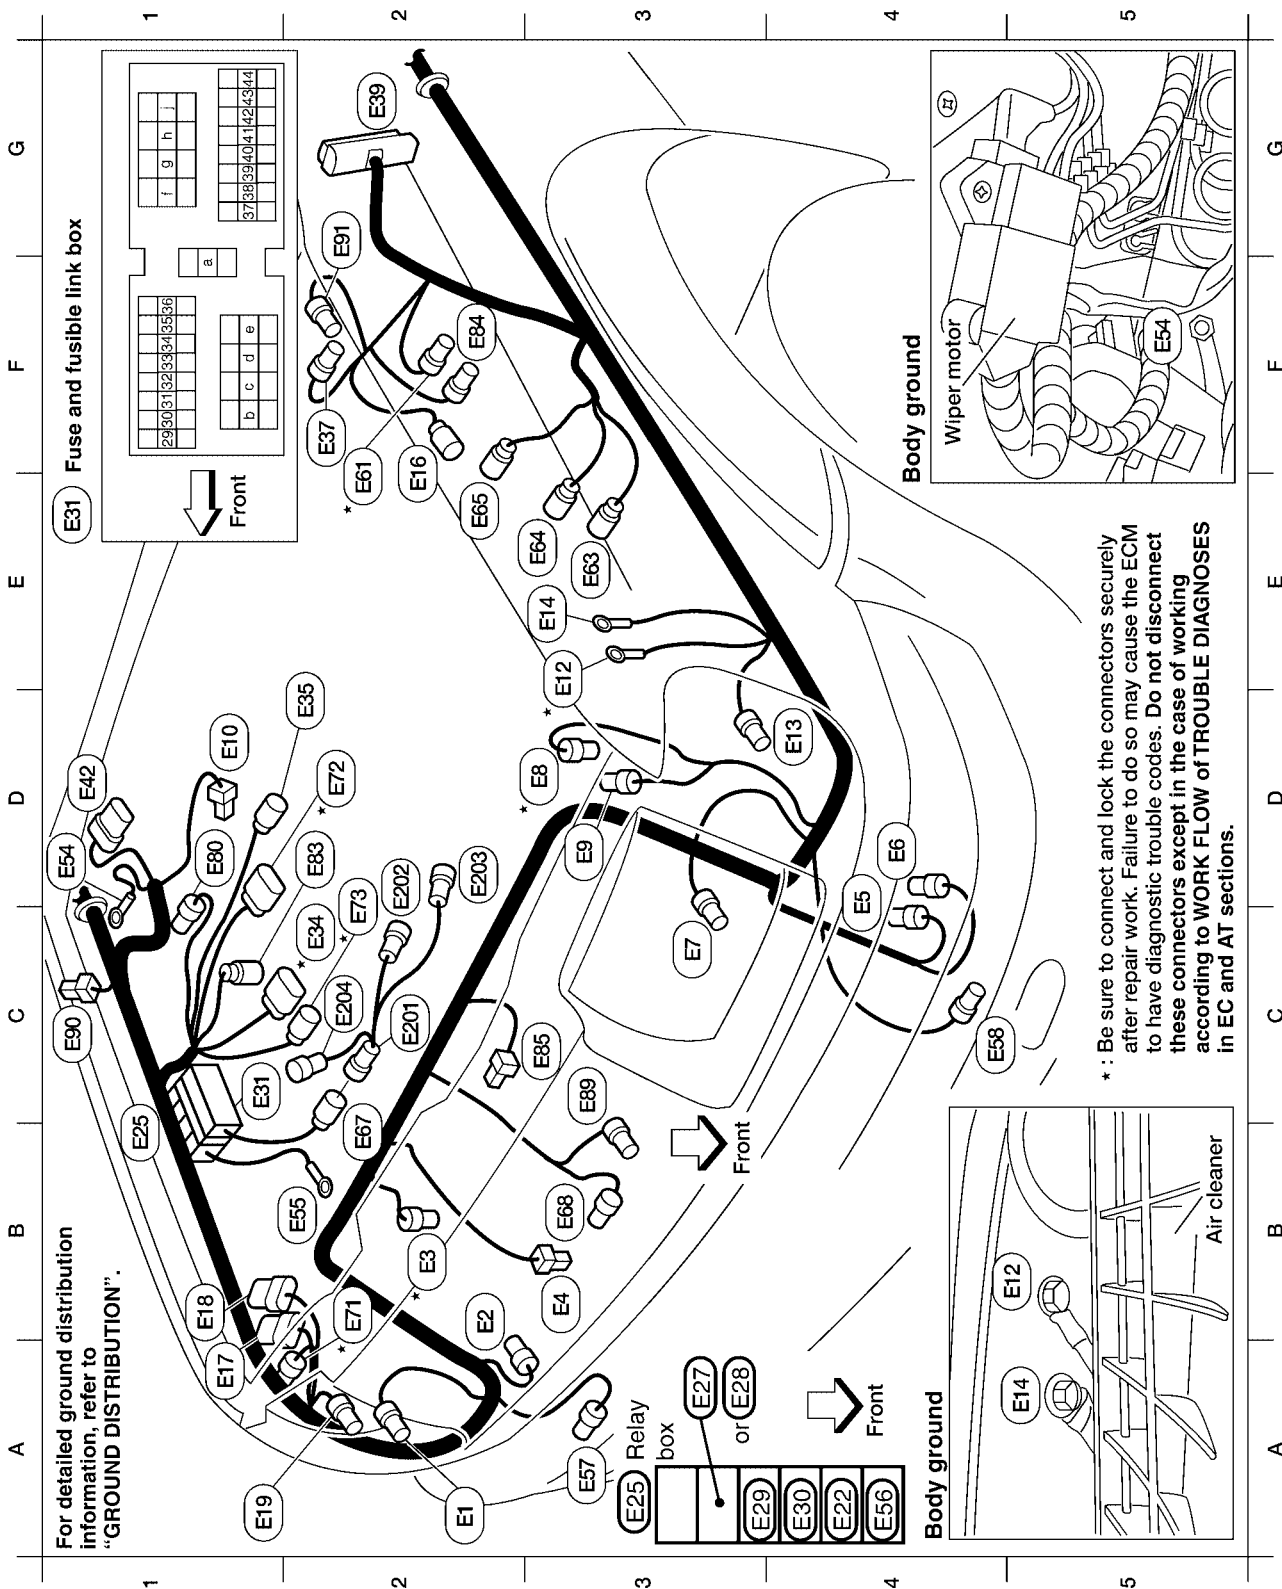 1
2
3
4
5
G
F
E
D
C
B
A
For detailed ground distribution
information, refer to
“GROUND DISTRIBUTION”.
E31 Fuse and fusible link box
29 30 31 32 33 34 35 36
b c d e
a
f g h j
37 38 39 40 41 42 43 44
Front
E39
E91
E37
★ E61
E84
E16
E65
E64
E63
E14
★ E12
E13
E54
E42
E10
E35
★ E72
E80
E83
★ E34
★ E73
E202
E203
E204
E201
E90
E25
E31
E67
E55
E18
E17
★ E71
E19
E1
★ E3
E2
E4
E57
E68
E89
E85
★ E8
E9
E7
E5
E6
E58
Front
E25 Relay
box
E27
or E28
E29
E30
E22
E56
Front
Body ground
E14
E12
Air cleaner
Body ground
Wiper motor
E54
★ : Be sure to connect and lock the connectors securely
after repair work. Failure to do so may cause the ECM
to have diagnostic trouble codes. Do not disconnect
these connectors except in the case of working
according to WORK FLOW of TROUBLE DIAGNOSES
in EC and AT sections.
1
2
3
4
5
G
F
E
D
C
B
A